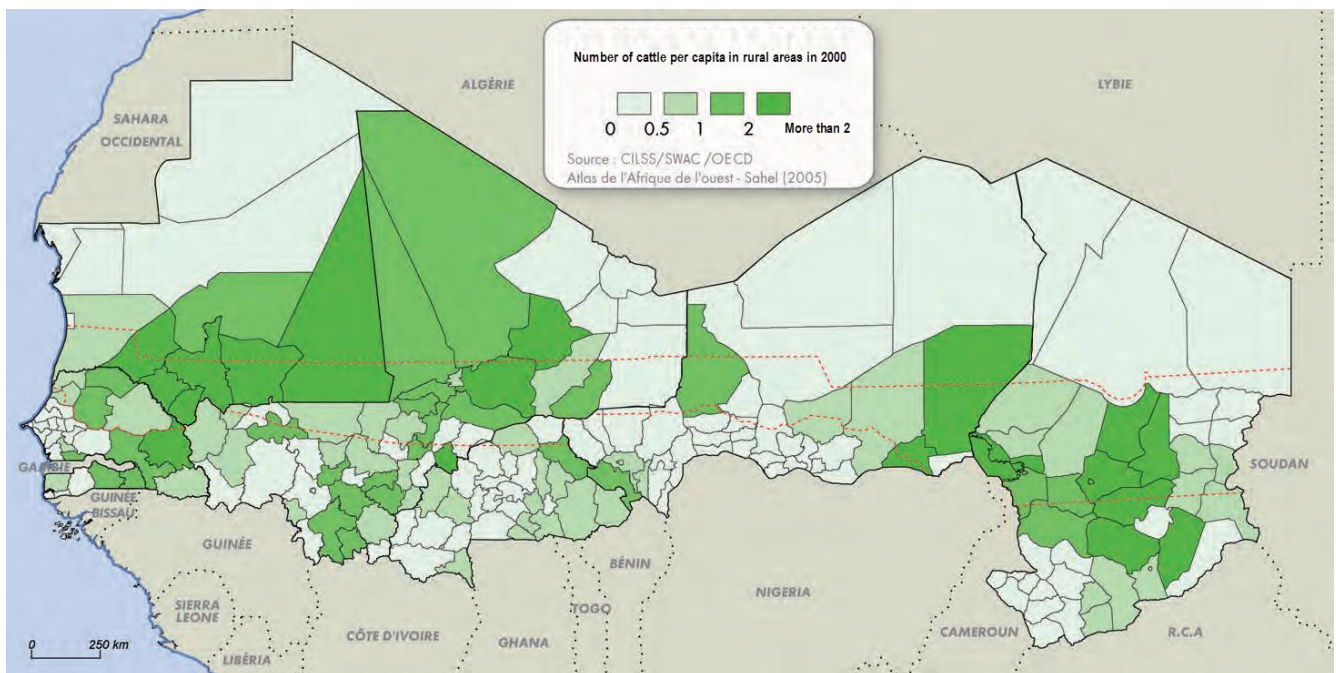 Number of cattle per capita in rural areas in 2000
0 0.5 1 2 More than 2
Source : CILSS/SWAC /OECD
Atlas de l'Afrique de l'ouest - Sahel (2005)
ALGÉRIE
LYBIE
SAHARA
OCCIDENTAL
GAMBIE
GUINÉE
BISSAU
SOUDAN
GUINÉE
BÉNIN
NIGERIA
SIERRA
LEONE
TOGO
CÔTE D'IVOIRE
GHANA
CAMEROUN
R.C.A
LIBÉRIA
0 250 km